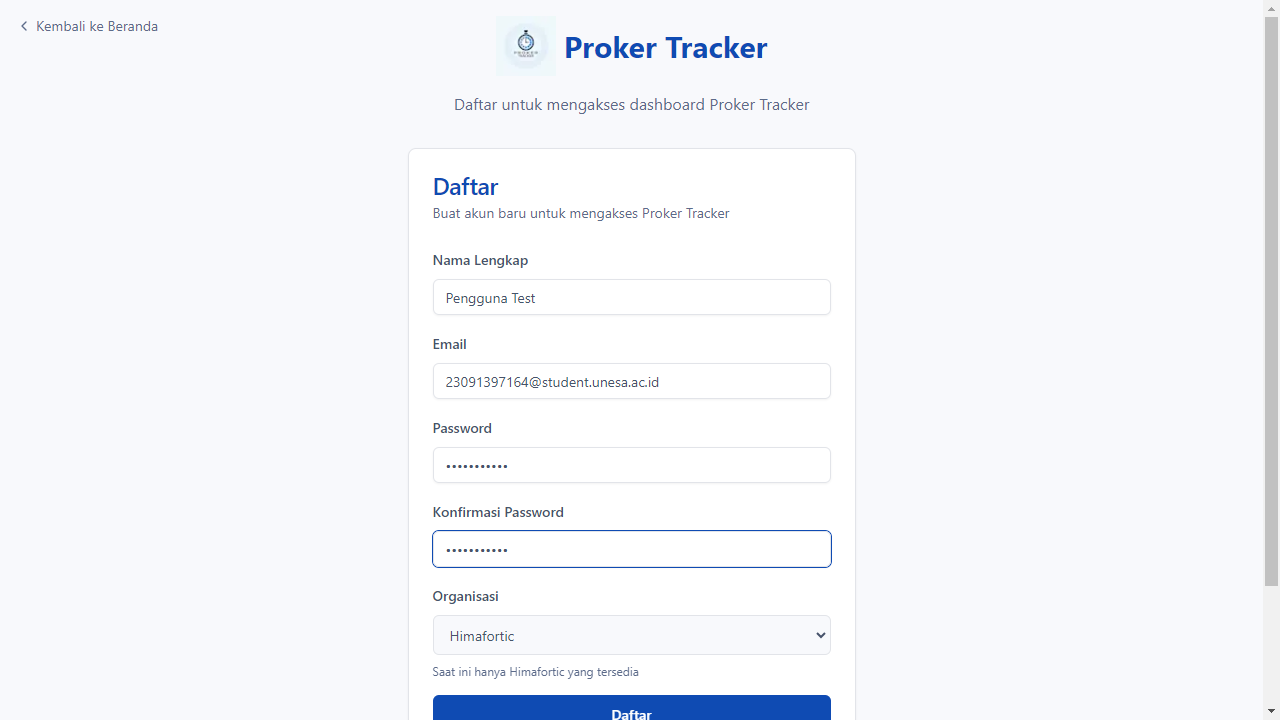 Kembali ke Beranda
Proker Tracker
Daftar untuk mengakses dashboard Proker Tracker
Daftar
Buat akun baru untuk mengakses Proker Tracker
Nama Lengkap
Pengguna Test
Email
23091397164@student.unesa.ac.id
Password
•••••••••••
Konfirmasi Password
•••••••••••
Organisasi
Himafortic
Saat ini hanya Himafortic yang tersedia
Daftar